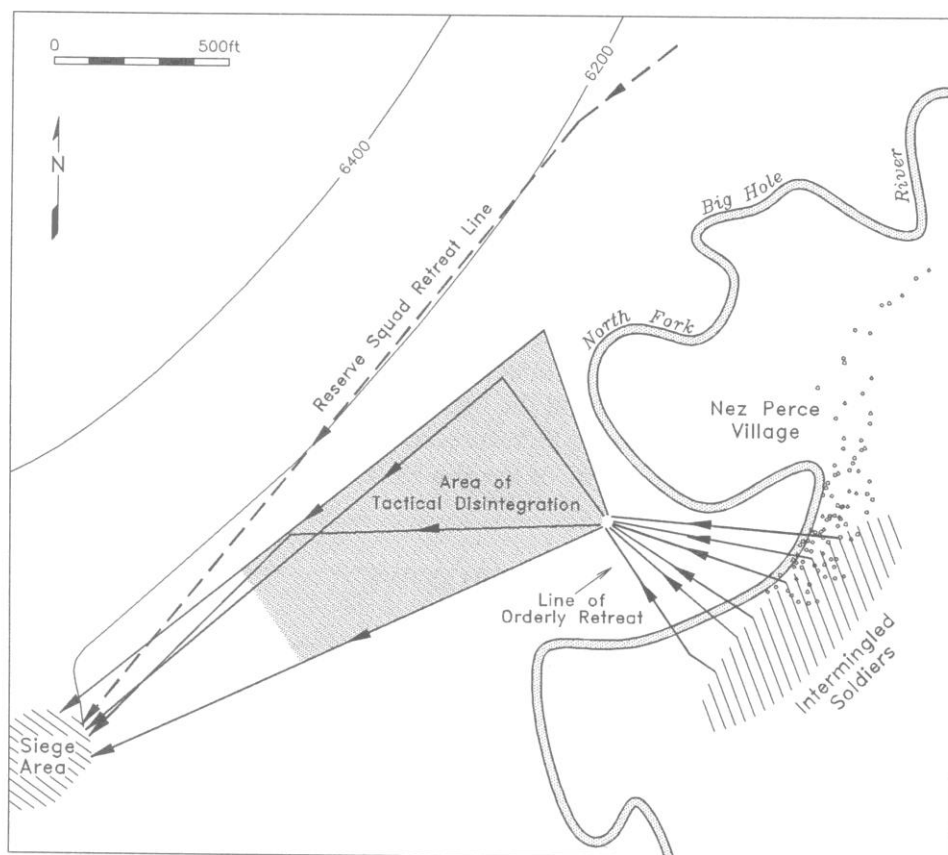 0 500ft
N
6400
6200
Reserve Squad Retreat Line
North Fork Big Hole River
Nez Perce
Village
Area of
Tactical Disintegration
Line of
Orderly Retreat
Intermingled
Soldiers
Siege
Area